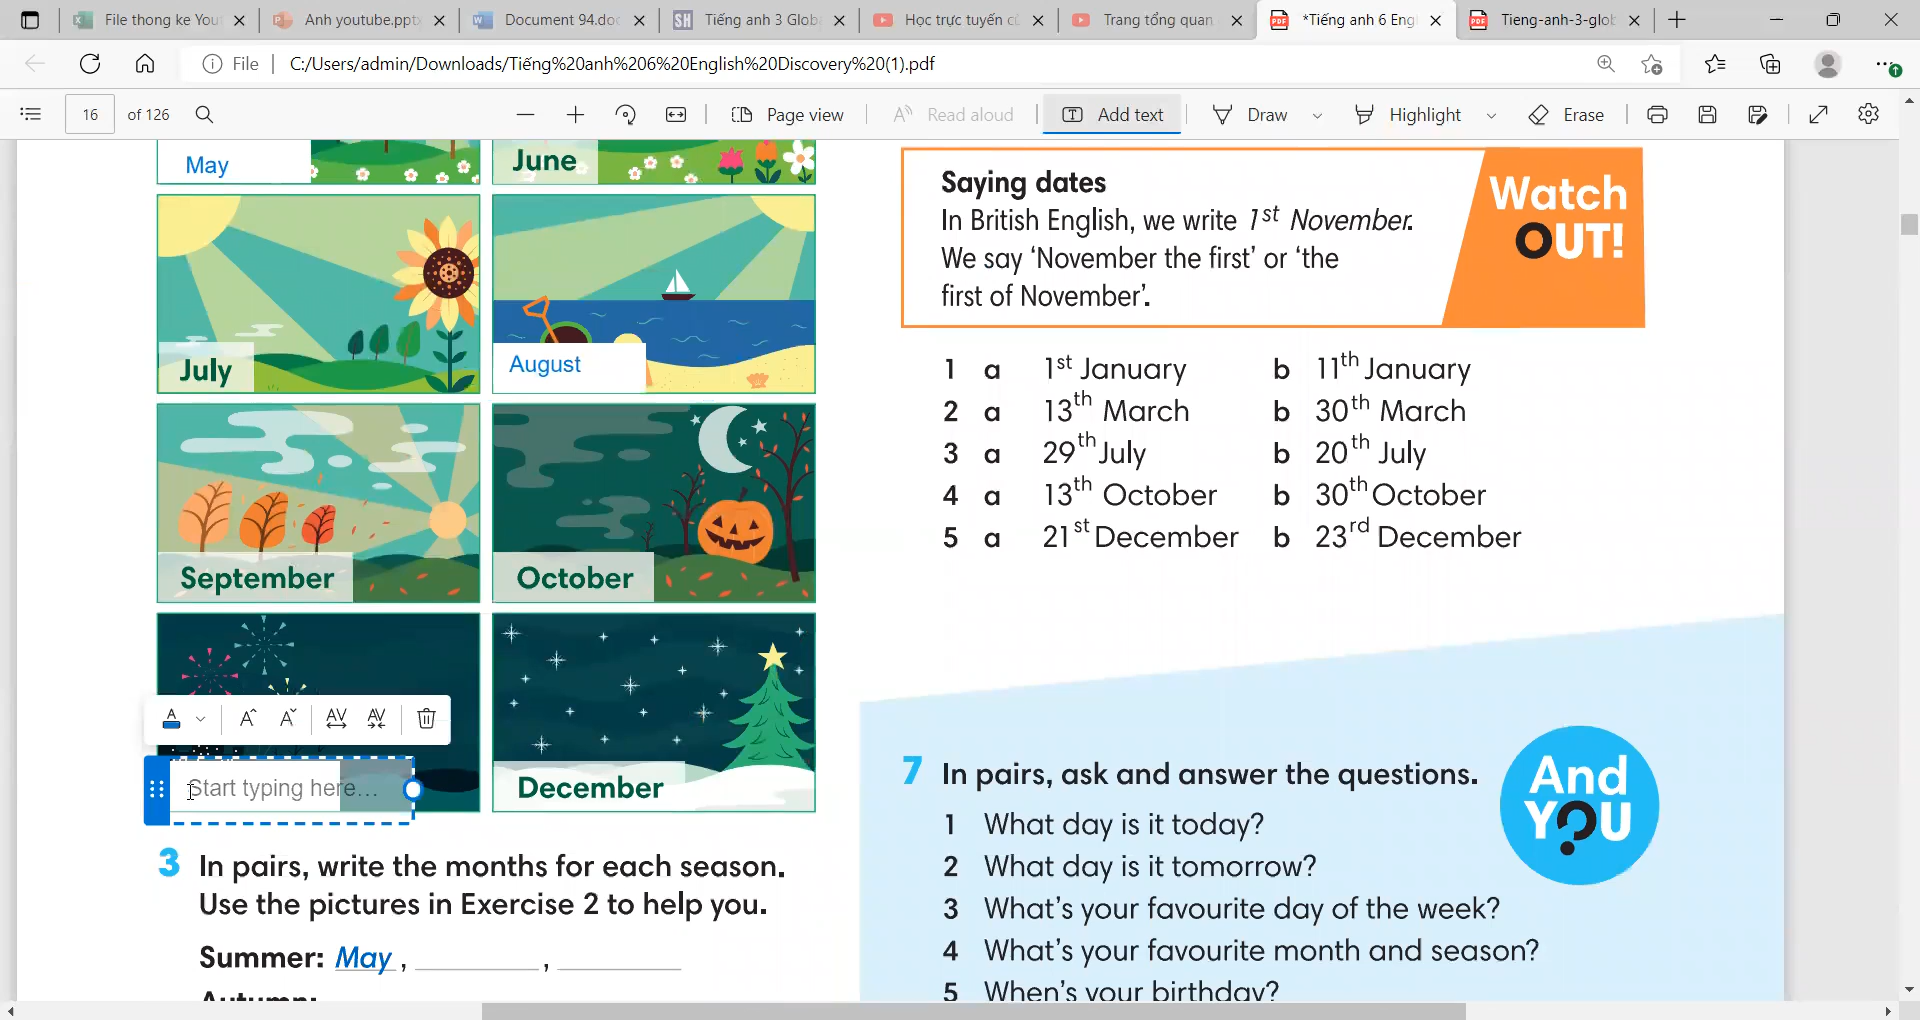 File thong ke You
Anh youtube.pptx
Document 94.doc
SH
Tiếng anh 3 Glob
Học trực tuyến c
Trang tổng quan
*Tiếng anh 6 Engl
Tieng-anh-3-glob
File
C:/Users/admin/Downloads/Tiếng%20anh%206%20English%20Discovery%20(1).pdf
16
of 126
Page view
Read aloud
Add text
Draw
Highlight
Erase
May
June
July
August
September
October
A
A
A
AV
AV
Start typing here...
December
3 In pairs, write the months for each season.
Use the pictures in Exercise 2 to help you.
Summer: May , ________ , ________
Autumn:
Saying dates
In British English, we write 1st November.
We say ‘November the first’ or ‘the
first of November’.
Watch
OUT!
1 a 1st January b 11th January
2 a 13th March b 30th March
3 a 29th July b 20th July
4 a 13th October b 30th October
5 a 21st December b 23rd December
7 In pairs, ask and answer the questions.
And
YOU
?
1 What day is it today?
2 What day is it tomorrow?
3 What’s your favourite day of the week?
4 What’s your favourite month and season?
5 When’s your birthday?